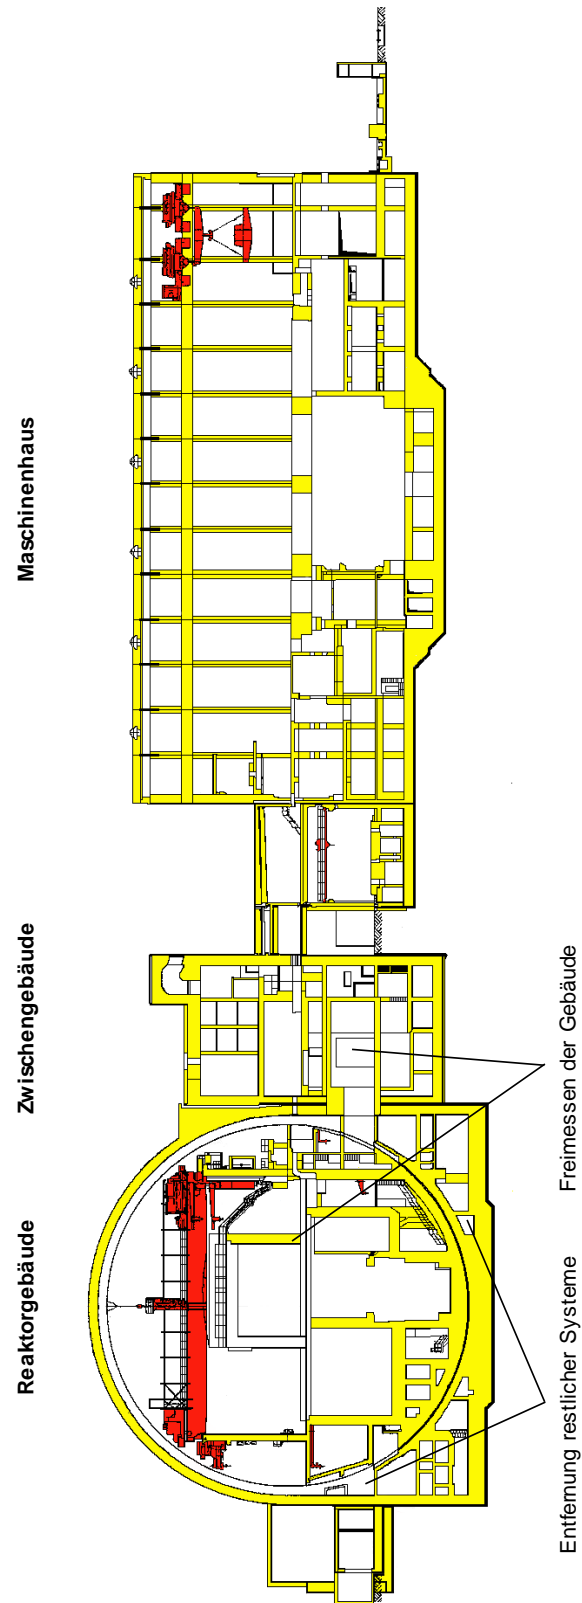 Reaktorgebäude
Zwischengebäude
Maschinenhaus
Entfernung restlicher Systeme
Freimessen der Gebäude